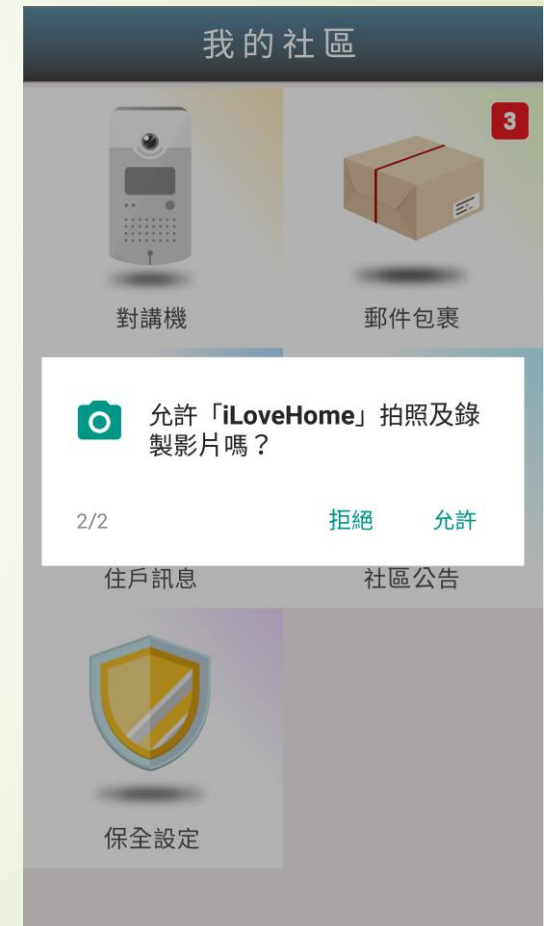 我的社區
3
對講機
郵件包裹
允許「iLoveHome」拍照及錄
製影片嗎？
2/2
拒絕
允許
住戶訊息
社區公告
保全設定